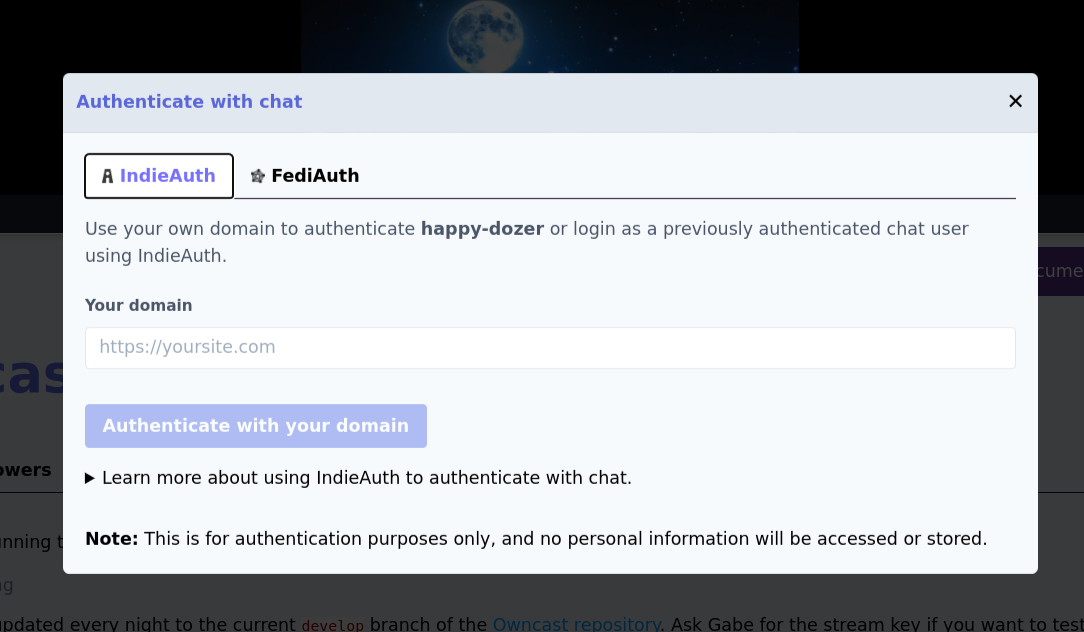 Authenticate with chat
IndieAuth
FediAuth
Use your own domain to authenticate happy-dozer or login as a previously authenticated chat user
using IndieAuth.
Your domain
https://yoursite.com
Authenticate with your domain
Learn more about using IndieAuth to authenticate with chat.
Note: This is for authentication purposes only, and no personal information will be accessed or stored.
cume
cas
owers
unning t
ng
updated every night to the current develop branch of the Owncast repository. Ask Gabe for the stream key if you want to test